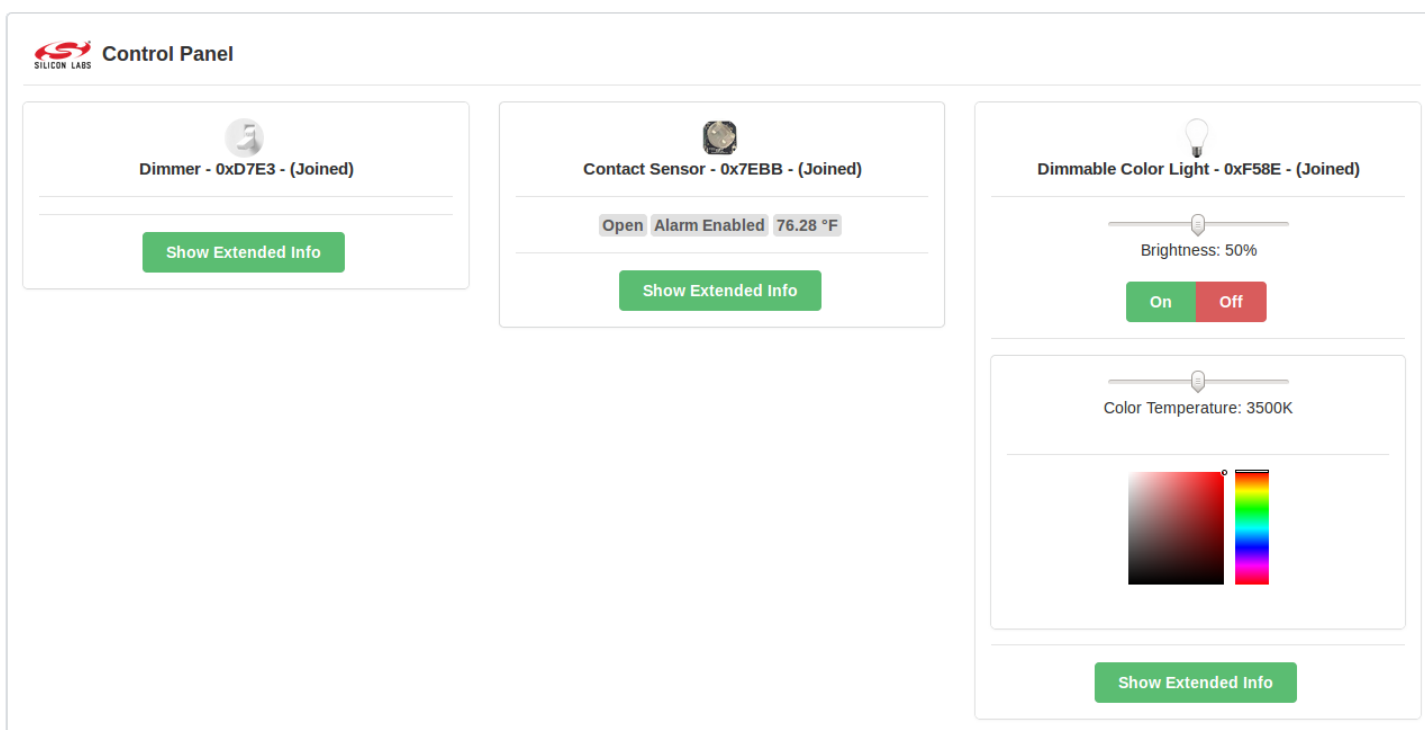 SILICON LABS
Control Panel
Dimmer - 0xD7E3 - (Joined)
Show Extended Info
Contact Sensor - 0x7EBB - (Joined)
Open Alarm Enabled 76.28 °F
Show Extended Info
Dimmable Color Light - 0xF58E - (Joined)
Brightness: 50%
On Off
Color Temperature: 3500K
Show Extended Info